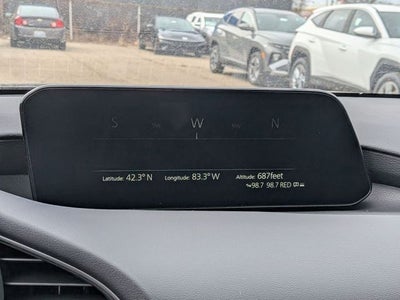 S SW W NW N
Latitude: 42.3° N Longitude: 83.3° W Altitude: 687feet
98.7 98.7 RED